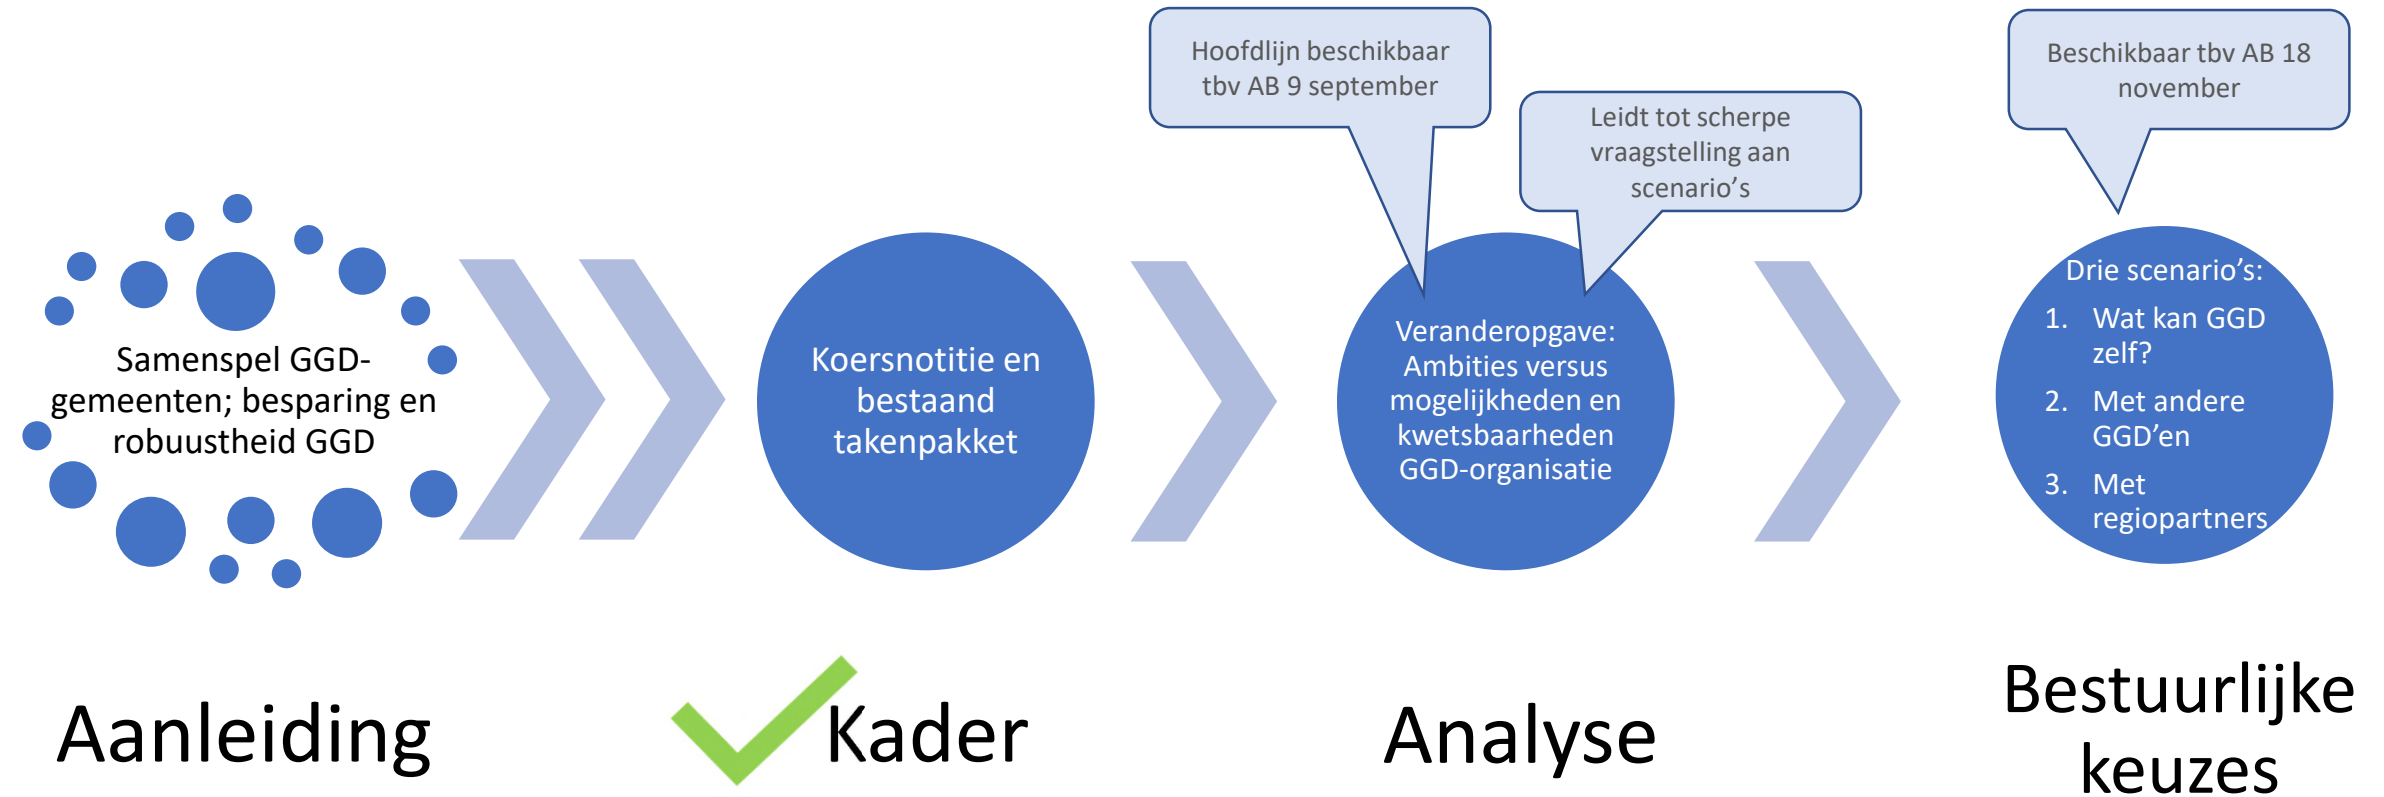 Samenspel GGD-
gemeenten; besparing en
robuustheid GGD
Aanleiding
Koersnotitie en
bestaand
takenpakket
Kader
Hoofdlijn beschikbaar
tbv AB 9 september
Leidt tot scherpe
vraagstelling aan
scenario’s
Veranderopgave:
Ambities versus
mogelijkheden en
kwetsbaarheden
GGD-organisatie
Analyse
Beschikbaar tbv AB 18
november
Drie scenario’s:
1. Wat kan GGD
zelf?
2. Met andere
GGD’en
3. Met
regiopartners
Bestuurlijke
keuzes